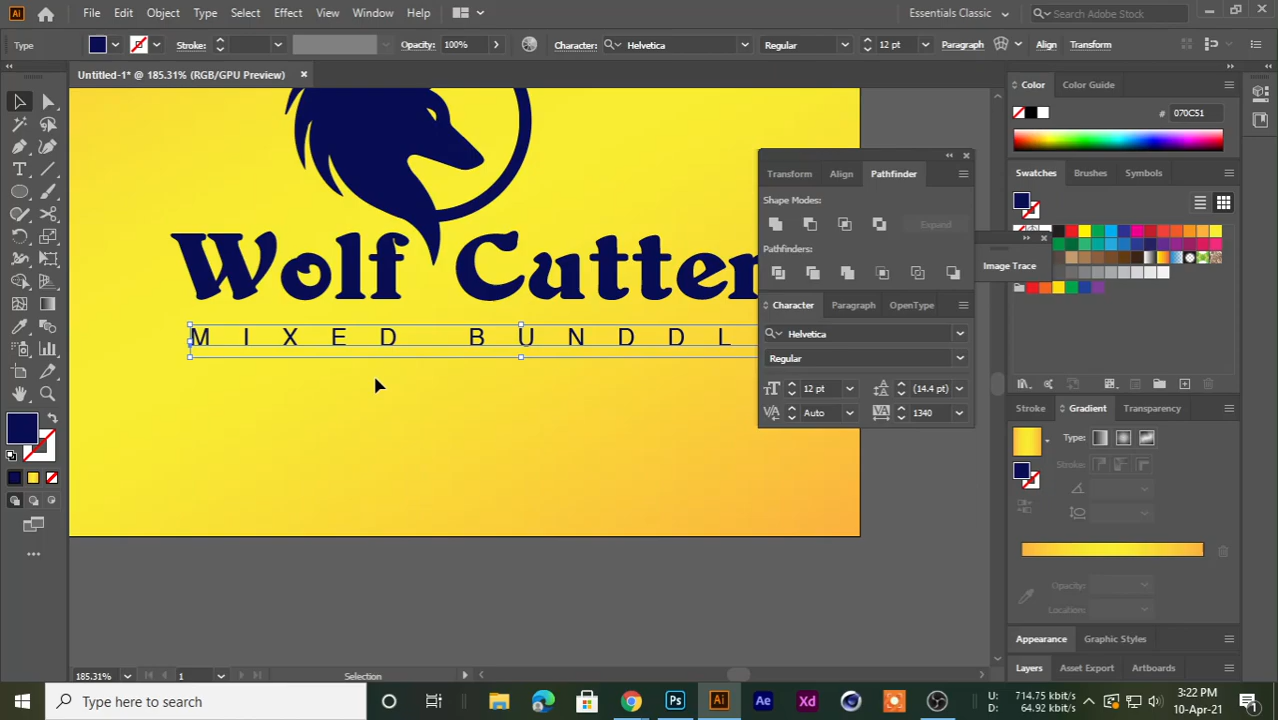 Ai File Edit Object Type Select Effect View Window Help Essentials Classic Search Adobe Stock
Type Stroke: Opacity: 100% Character: Helvetica Regular 12 pt Paragraph Align Transform
Untitled-1* @ 185.31% (RGB/GPU Preview)
Color Color Guide
# 070C51
Transform Align Pathfinder
Swatches Brushes Symbols
Shape Modes:
Expand
Pathfinders:
Wolf Cutter
Image Trace
Character Paragraph OpenType
M I X E D B U N D D L
Helvetica
Regular
12 pt (14.4 pt)
Auto 1340
Stroke Gradient Transparency
Type:
Stroke:
Opacity:
Location:
Appearance Graphic Styles
Layers Asset Export Artboards
185.31% 1 Selection
Type here to search
Ps Ai Ae Xd
U: 714.75 kbit/s
D: 64.92 kbit/s
3:22 PM
10-Apr-21
1